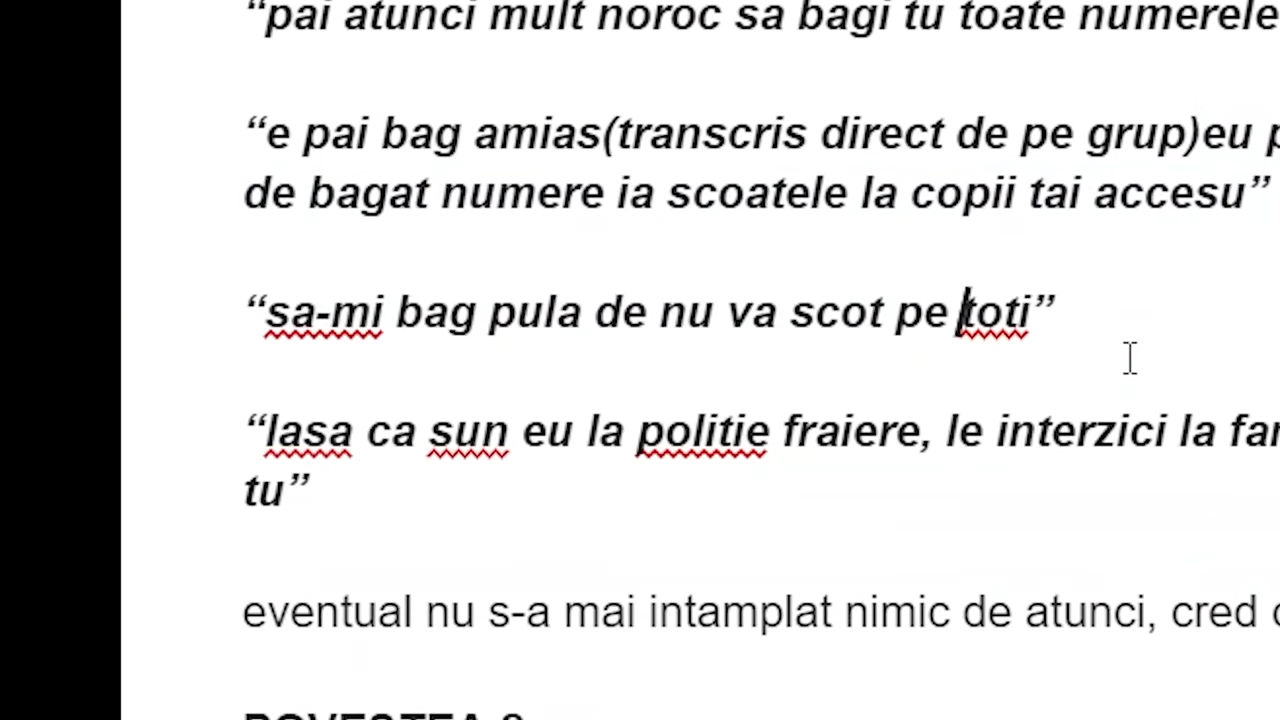 “pai atunci mult noroc sa bagi tu toate numerele
“e pai bag amias(transcris direct de pe grup)eu
de bagat numere ia scoatele la copii tai accesu”
“sa-mi bag pula de nu va scot pe toti”
“lasa ca sun eu la politie fraiere, le interzici la
tu”
eventual nu s-a mai intamplat nimic de atunci, cred
POVESTEA